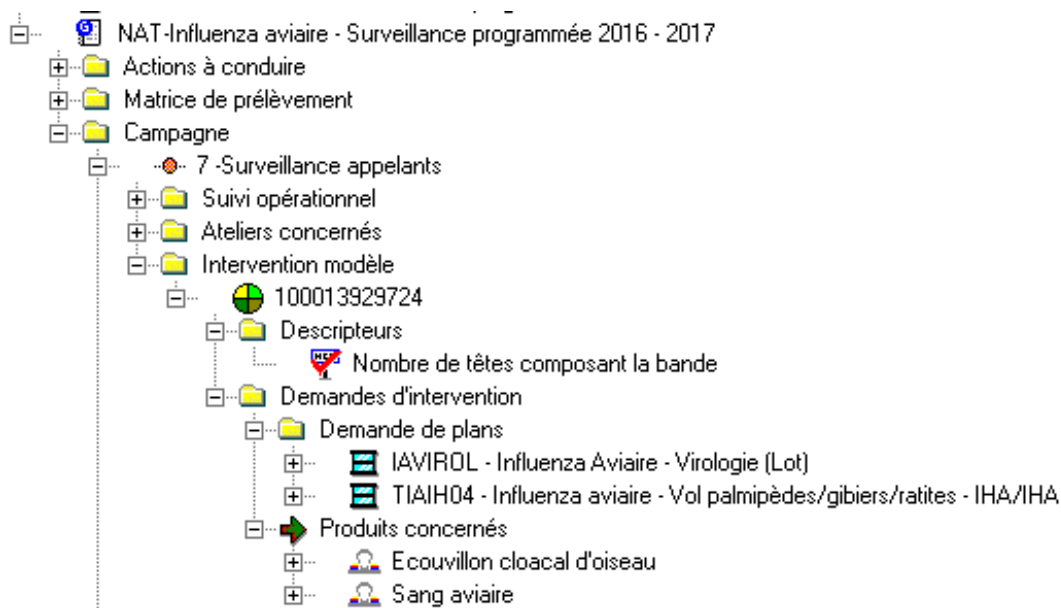 NAT-Influenza aviaire - Surveillance programmée 2016 - 2017
Actions à conduire
Matrice de prélèvement
Campagne
7 -Surveillance appelants
Suivi opérationnel
Ateliers concernés
Intervention modèle
100013929724
Descripteurs
Nombre de têtes composant la bande
Demandes d'intervention
Demande de plans
IAVIROL - Influenza Aviaire - Virologie (Lot)
TIAIH04 - Influenza aviaire - Vol palmipèdes/gibiers/ratites - IHA/IHA
Produits concernés
Ecouvillon cloacal d'oiseau
Sang aviaire